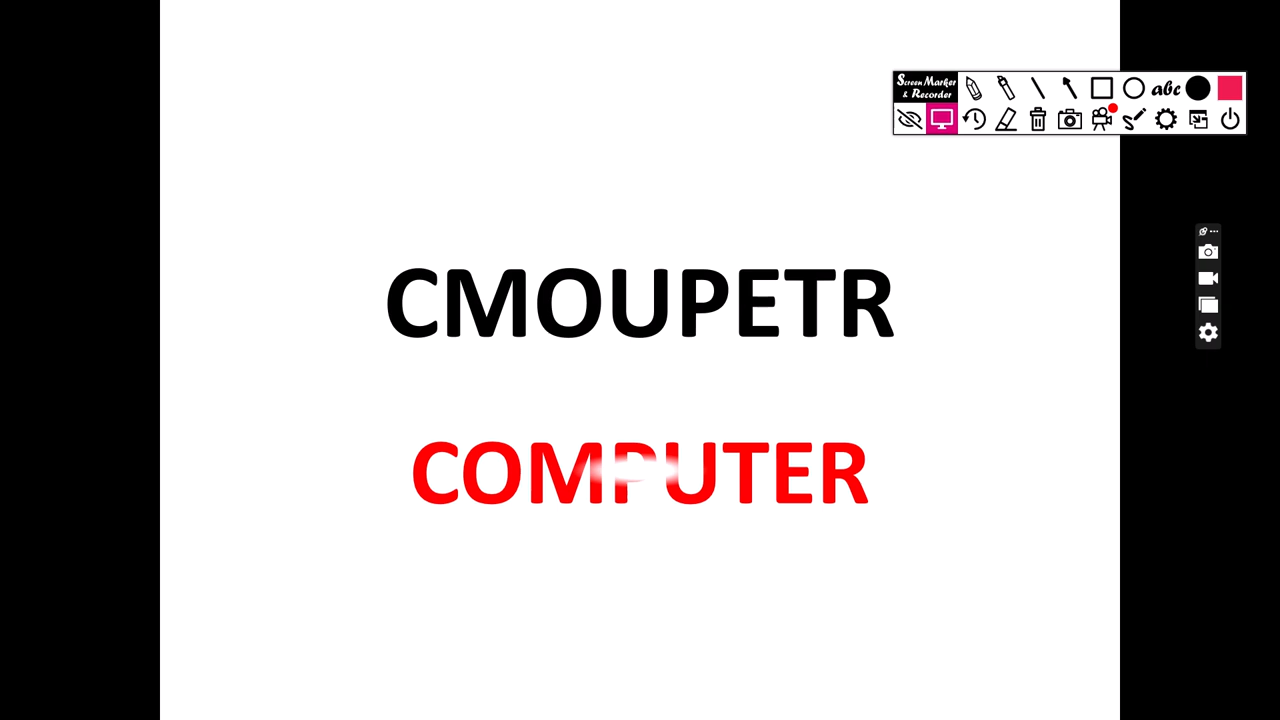 Screen Marker
& Recorder
abc
CMOUPETR
COMPUTER